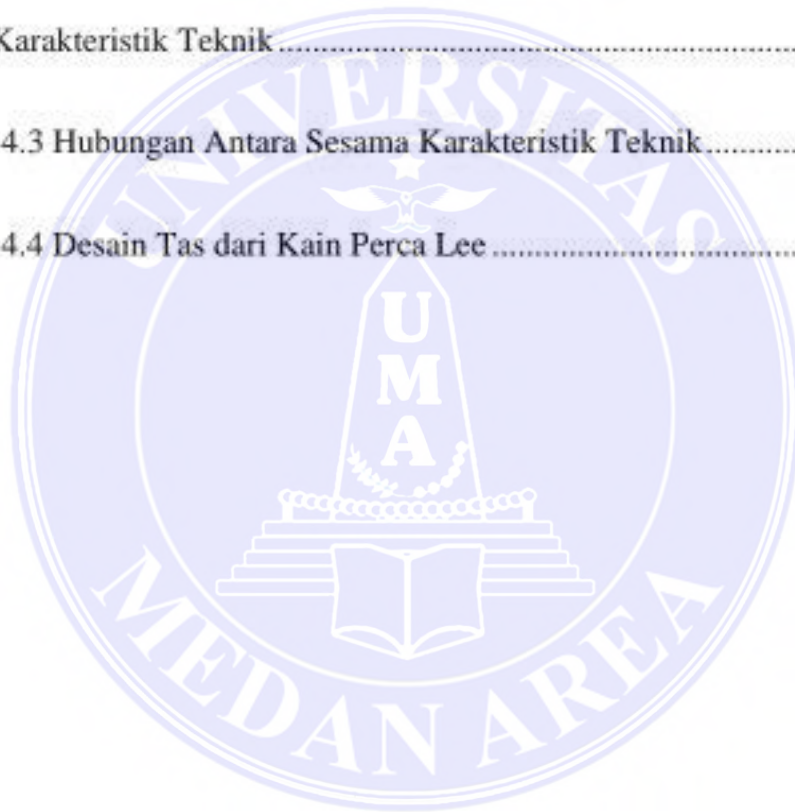 Karakteristik Teknik......................................................................
4.3 Hubungan Antara Sesama Karakteristik Teknik............
4.4 Desain Tas dari Kain Perca Lee........................................
UNIVERSITAS
UMA
MEDAN AREA